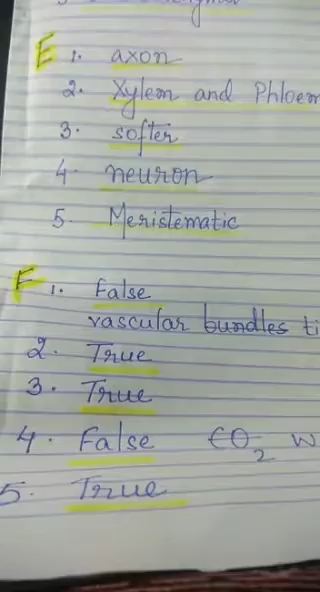 E 1. axon
2. Xylem and Phloem
3. softer
4. neuron
5. Meristematic
F 1. False
vascular bundles ti
2. True
3. True
4. False CO2 w
5. True